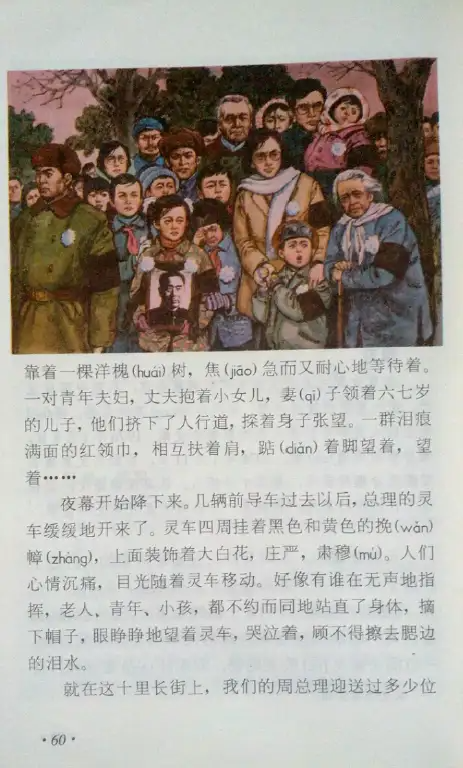 靠着一棵洋槐(huái)树，焦(jiāo)急而又耐心地等待着。
一对青年夫妇，丈夫抱着小女儿，妻(qī)子领着六七岁
的儿子，他们挤下了人行道，探着身子张望。一群泪痕
满面的红领巾，相互扶着肩，踮(diǎn)着脚望着，望
着……
夜幕开始降下来。几辆前导车过去以后，总理的灵
车缓缓地开来了。灵车四周挂着黑色和黄色的挽(wǎn)
幛(zhàng)，上面装饰着大白花，庄严，肃穆(mù)。人们
心情沉痛，目光随着灵车移动。好像有谁在无声地指
挥，老人、青年、小孩，都不约而同地站直了身体，摘
下帽子，眼睁睁地望着灵车，哭泣着，顾不得擦去腮边
的泪水。
就在这十里长街上，我们的周总理迎送过多少位
·60·